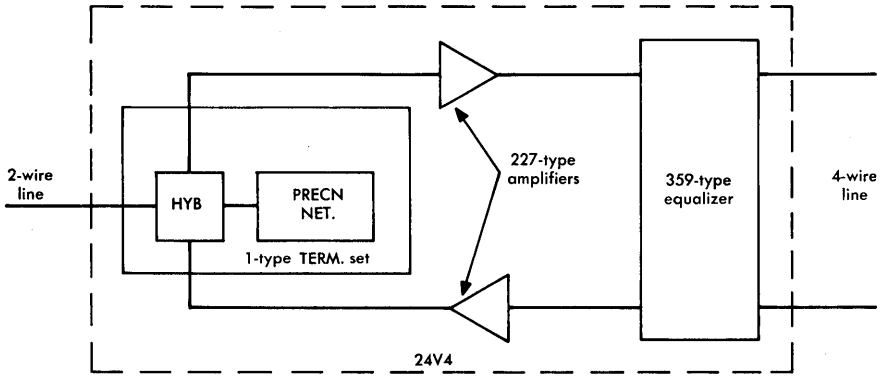 2-wire
line
HYB
PRECN
NET.
1-type TERM. set
227-type
amplifiers
359-type
equalizer
4-wire
line
24V4